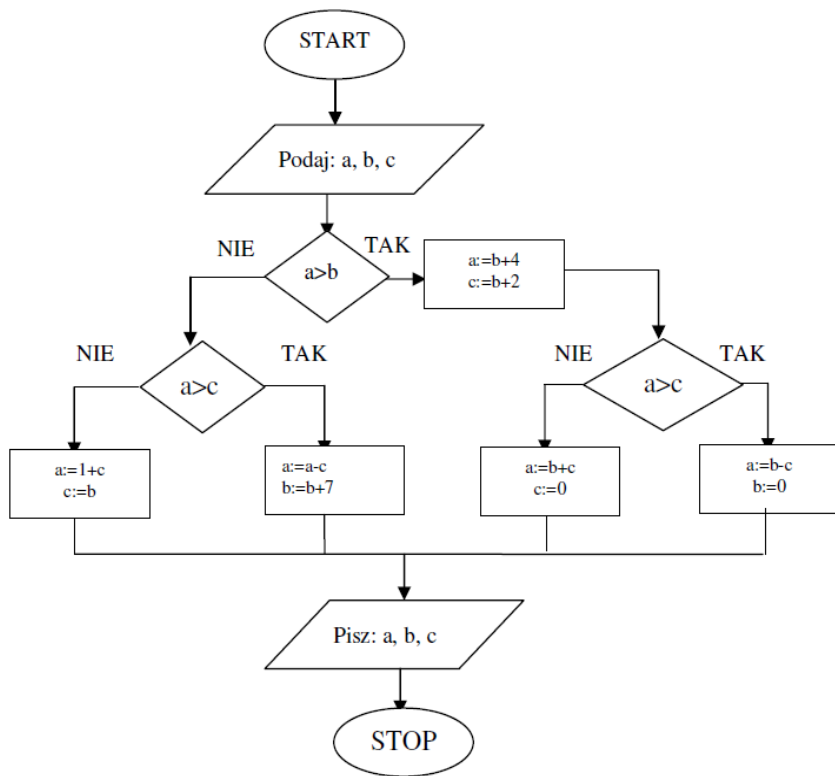 START
Podaj: a, b, c
NIE
TAK
a>b
a:=b+4
c:=b+2
NIE
TAK
a>c
NIE
TAK
a>c
a:=1+c
c:=b
a:=a-c
b:=b+7
a:=b+c
c:=0
a:=b-c
b:=0
Pisz: a, b, c
STOP